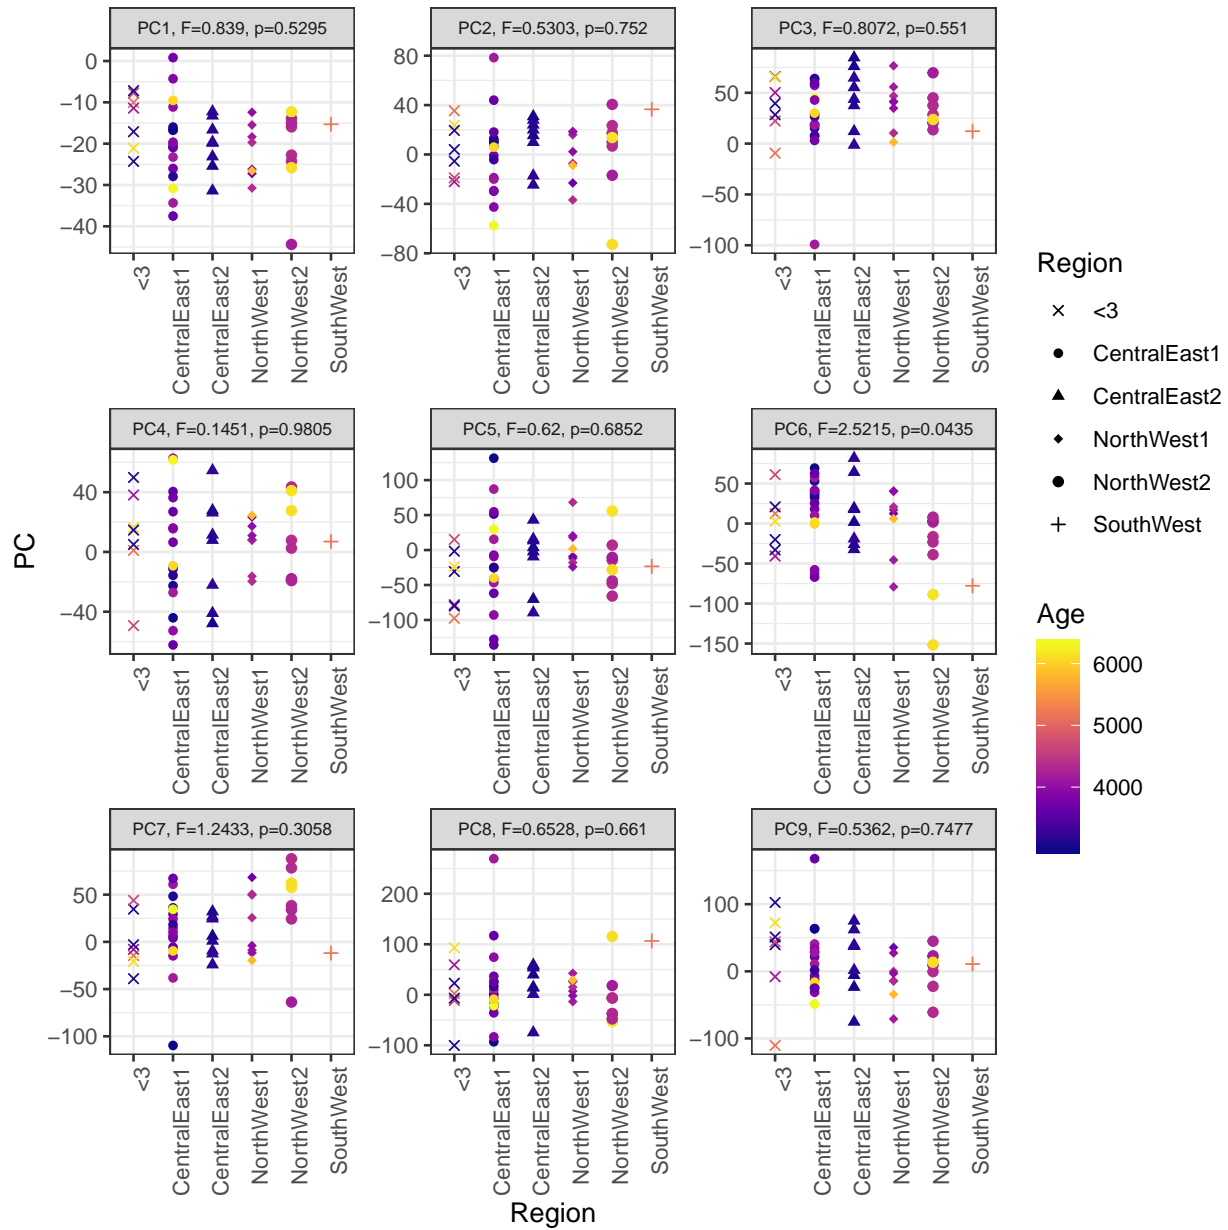 PC1, F=0.839, p=0.5295
PC2, F=0.5303, p=0.752
PC3, F=0.8072, p=0.551
0
−10
−20
−30
−40
80
40
0
−40
−80
50
0
−50
−100
<3
CentralEast1
CentralEast2
NorthWest1
NorthWest2
SouthWest
<3
CentralEast1
CentralEast2
NorthWest1
NorthWest2
SouthWest
<3
CentralEast1
CentralEast2
NorthWest1
NorthWest2
SouthWest
PC4, F=0.1451, p=0.9805
PC5, F=0.62, p=0.6852
PC6, F=2.5215, p=0.0435
40
0
−40
100
50
0
−50
−100
50
0
−50
−100
−150
<3
CentralEast1
CentralEast2
NorthWest1
NorthWest2
SouthWest
<3
CentralEast1
CentralEast2
NorthWest1
NorthWest2
SouthWest
<3
CentralEast1
CentralEast2
NorthWest1
NorthWest2
SouthWest
PC7, F=1.2433, p=0.3058
PC8, F=0.6528, p=0.661
PC9, F=0.5362, p=0.7477
50
0
−50
−100
200
100
0
−100
100
0
−100
<3
CentralEast1
CentralEast2
NorthWest1
NorthWest2
SouthWest
<3
CentralEast1
CentralEast2
NorthWest1
NorthWest2
SouthWest
<3
CentralEast1
CentralEast2
NorthWest1
NorthWest2
SouthWest
PC
Region
Region
<3
CentralEast1
CentralEast2
NorthWest1
NorthWest2
SouthWest
Age
6000
5000
4000